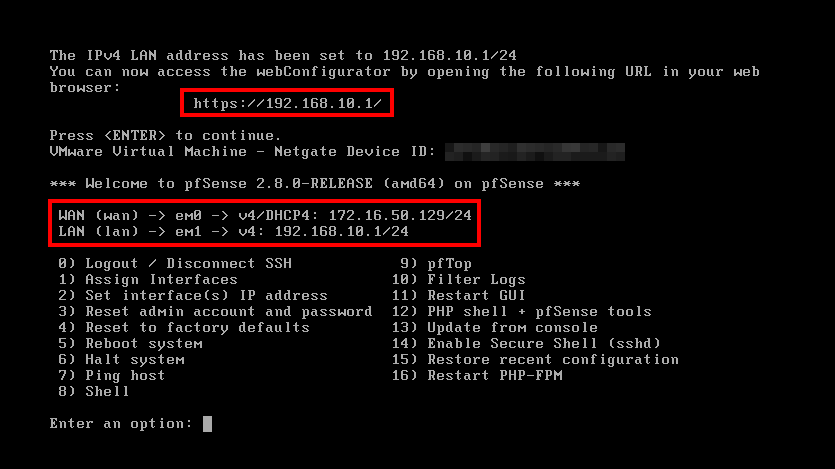 The IPv4 LAN address has been set to 192.168.10.1/24
You can now access the webConfigurator by opening the following URL in your web
browser:
https://192.168.10.1/
Press <ENTER> to continue.
VMware Virtual Machine - Netgate Device ID:
*** Welcome to pfSense 2.8.0-RELEASE (amd64) on pfSense ***
WAN (wan) -> em0 -> v4/DHCP4: 172.16.50.129/24
LAN (lan) -> em1 -> v4: 192.168.10.1/24
0) Logout / Disconnect SSH 9) pfTop
1) Assign Interfaces 10) Filter Logs
2) Set interface(s) IP address 11) Restart GUI
3) Reset admin account and password 12) PHP shell + pfSense tools
4) Reset to factory defaults 13) Update from console
5) Reboot system 14) Enable Secure Shell (sshd)
6) Halt system 15) Restore recent configuration
7) Ping host 16) Restart PHP-FPM
8) Shell
Enter an option: